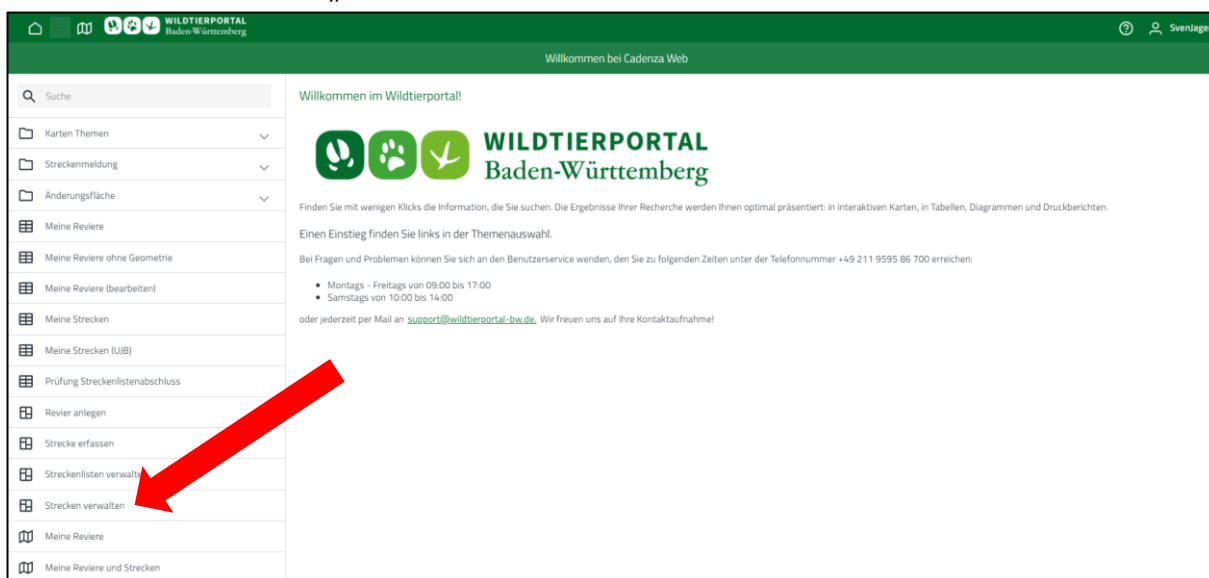 WILDTIERPORTAL
Baden-Württemberg
SvenJage
Willkommen bei Cadenza Web
Suche
Karten Themen
Streckenmeldung
Änderungsfläche
Meine Reviere
Meine Reviere ohne Geometrie
Meine Reviere (bearbeiten)
Meine Strecken
Meine Strecken (UJB)
Prüfung Streckenlistenabschluss
Revier anlegen
Strecke erfassen
Streckenlisten verwalte
Strecken verwalten
Meine Reviere
Meine Reviere und Strecken
Willkommen im Wildtierportal!
WILDTIERPORTAL
Baden-Württemberg
Finden Sie mit wenigen Klicks die Information, die Sie suchen. Die Ergebnisse Ihrer Recherche werden Ihnen optimal präsentiert: in interaktiven Karten, in Tabellen, Diagrammen und Druckberichten.
Einen Einstieg finden Sie links in der Themenauswahl.
Bei Fragen und Problemen können Sie sich an den Benutzerservice wenden, den Sie zu folgenden Zeiten unter der Telefonnummer +49 211 9595 86 700 erreichen:
• Montags - Freitags von 09:00 bis 17:00
• Samstags von 10:00 bis 14:00
oder jederzeit per Mail an support@wildtierportal-bw.de. Wir freuen uns auf Ihre Kontaktaufnahme!